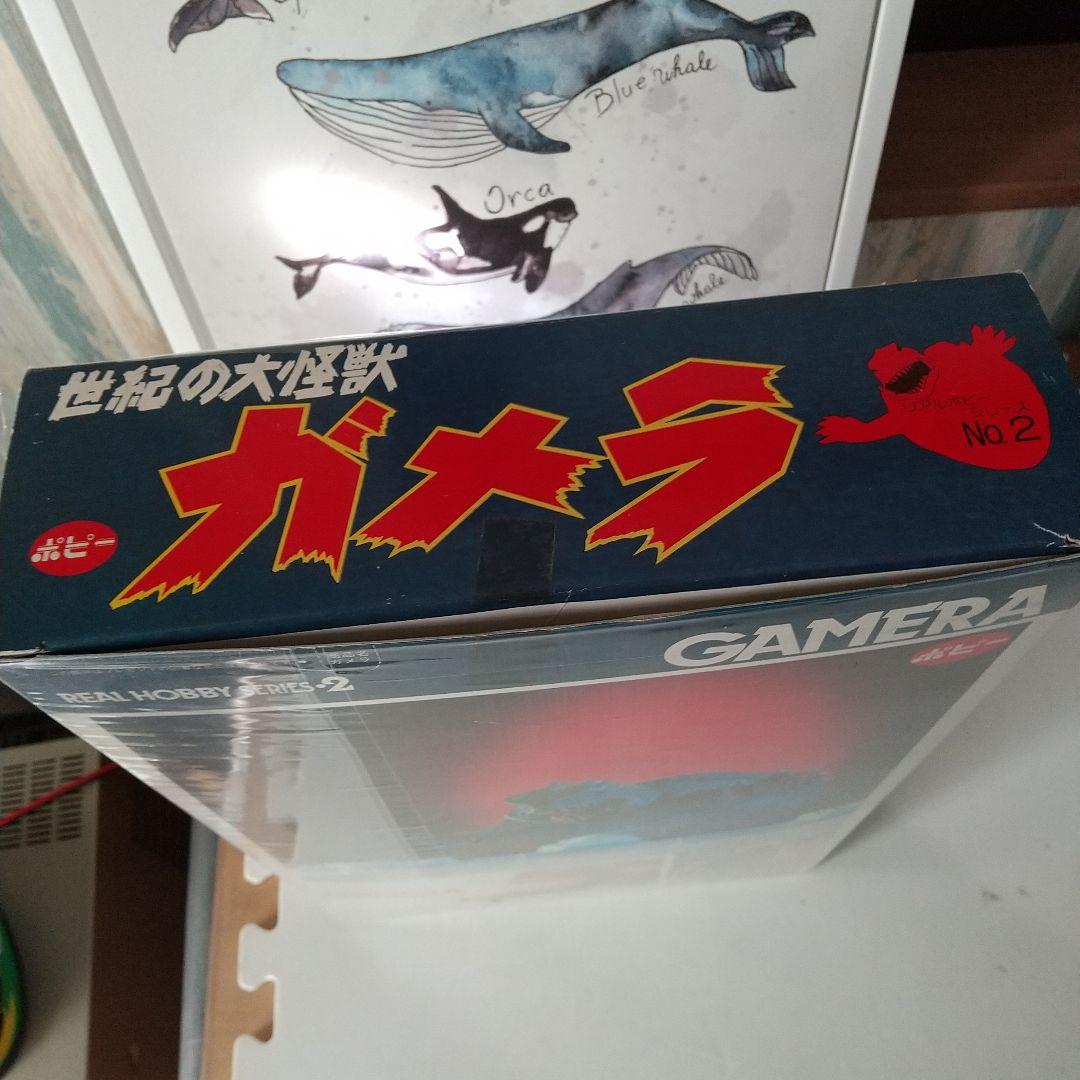 Blue whale
Orca
whale
世紀の大怪獣
ガメラ
リアルホビー
シリーズ
No.2
ポピー
GAMERA
ポピー
REAL HOBBY SERIES・2